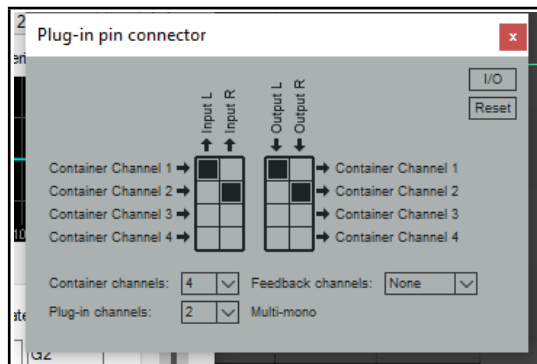 2
Plug-in pin connector
x
I/O
Reset
Input L
Input R
Output L
Output R
Container Channel 1
Container Channel 1
Container Channel 2
Container Channel 2
Container Channel 3
Container Channel 3
Container Channel 4
Container Channel 4
Container channels: 4 Feedback channels: None
Plug-in channels: 2 Multi-mono
G2